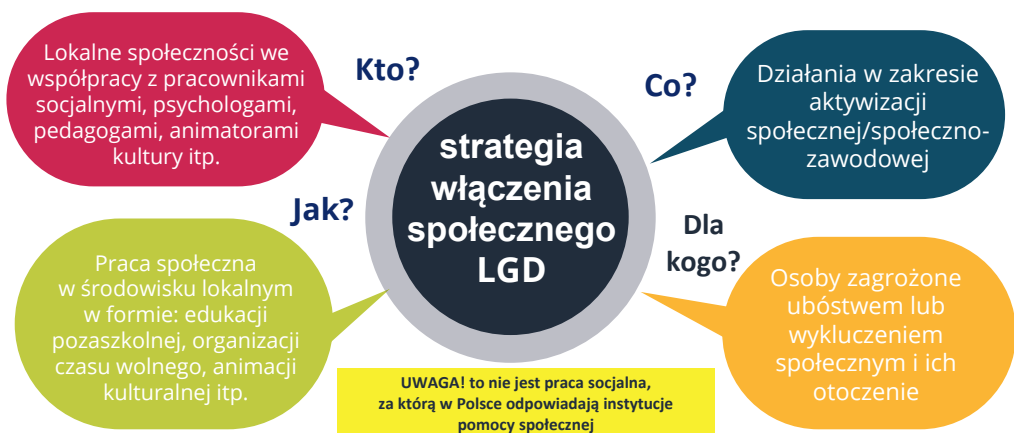 Kto?
Lokalne społeczności we
współpracy z pracownikami
socjalnymi, psychologami,
pedagogami, animatorami
kultury itp.
Co?
Działania w zakresie
aktywizacji
społecznej/społeczno-
zawodowej
strategia
włączenia
społecznego
LGD
Jak?
Praca społeczna
w środowisku lokalnym
w formie: edukacji
pozaszkolnej, organizacji
czasu wolnego, animacji
kulturalnej itp.
Dla
kogo?
Osoby zagrożone
ubóstwem lub
wykluczeniem
społecznym i ich
otoczenie
UWAGA! to nie jest praca socjalna,
za którą w Polsce odpowiadają instytucje
pomocy społecznej